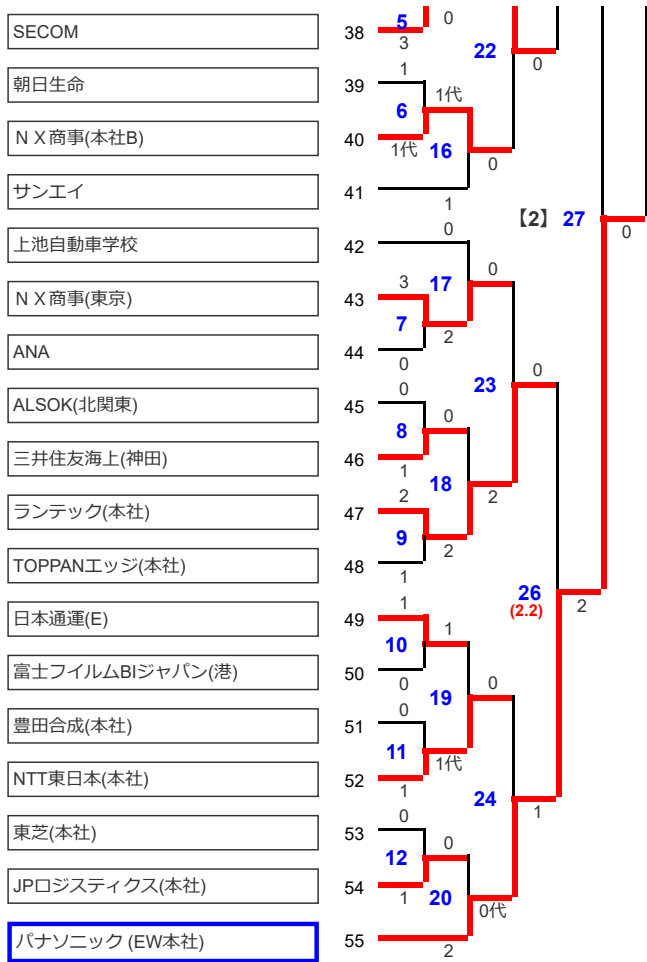 SECOM 38 3 5 0 22 0
朝日生命 39 1 6 1代
N X商事(本社B) 40 1代 16 0
サンエイ 41 1
【2】 27 0
上池自動車学校 42 0
N X商事(東京) 43 3 17 0
7 2
ANA 44 0
23 0
ALSOK(北関東) 45 0
8 0
三井住友海上(神田) 46 1
18 2
ランテック(本社) 47 2
9 2
TOPPANエッジ(本社) 48 1
26 2
(2.2)
日本通運(E) 49 1
10 1
富士フイルムBIジャパン(港) 50 0
19 0
豊田合成(本社) 51 0
11 1代
NTT東日本(本社) 52 1
24 1
東芝(本社) 53 0
12 0
JPロジスティクス(本社) 54 1
20 0代
パナソニック (EW本社) 55 2